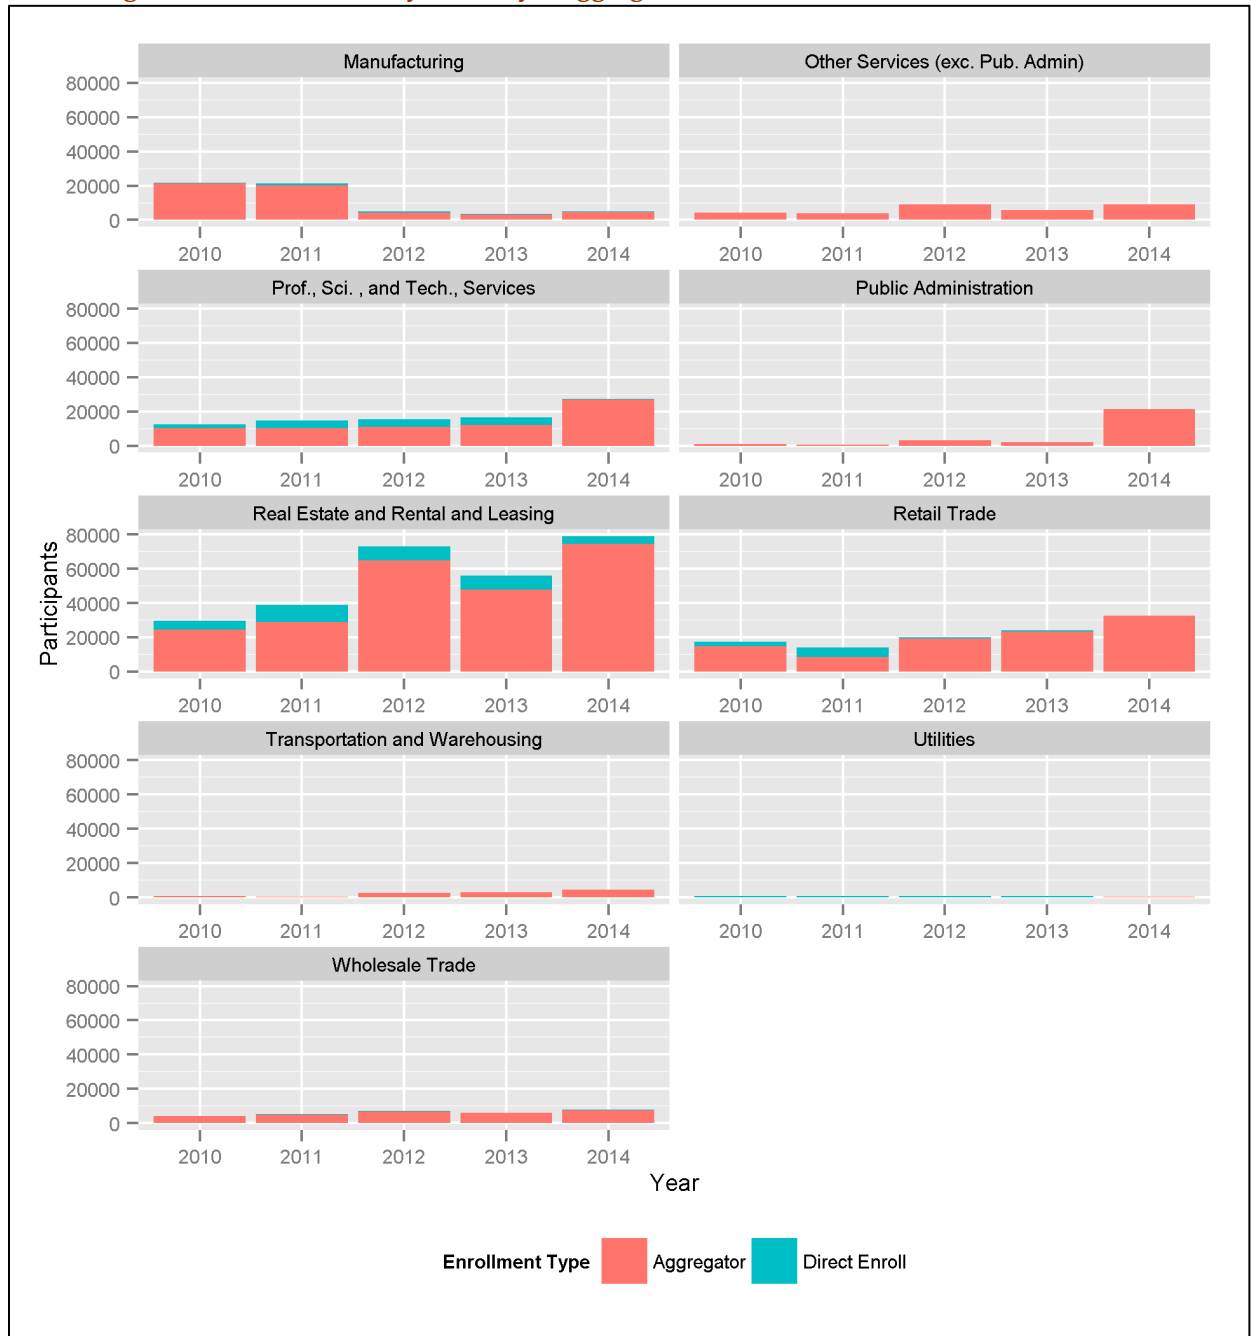 Manufacturing
Other Services (exc. Pub. Admin)
80000
60000
40000
20000
0
2010 2011 2012 2013 2014
2010 2011 2012 2013 2014
Prof., Sci. , and Tech., Services
Public Administration
80000
60000
40000
20000
0
2010 2011 2012 2013 2014
2010 2011 2012 2013 2014
Real Estate and Rental and Leasing
Retail Trade
80000
60000
40000
20000
0
Participants
2010 2011 2012 2013 2014
2010 2011 2012 2013 2014
Transportation and Warehousing
Utilities
80000
60000
40000
20000
0
2010 2011 2012 2013 2014
2010 2011 2012 2013 2014
Wholesale Trade
80000
60000
40000
20000
0
2010 2011 2012 2013 2014
Year
Enrollment Type Aggregator Direct Enroll